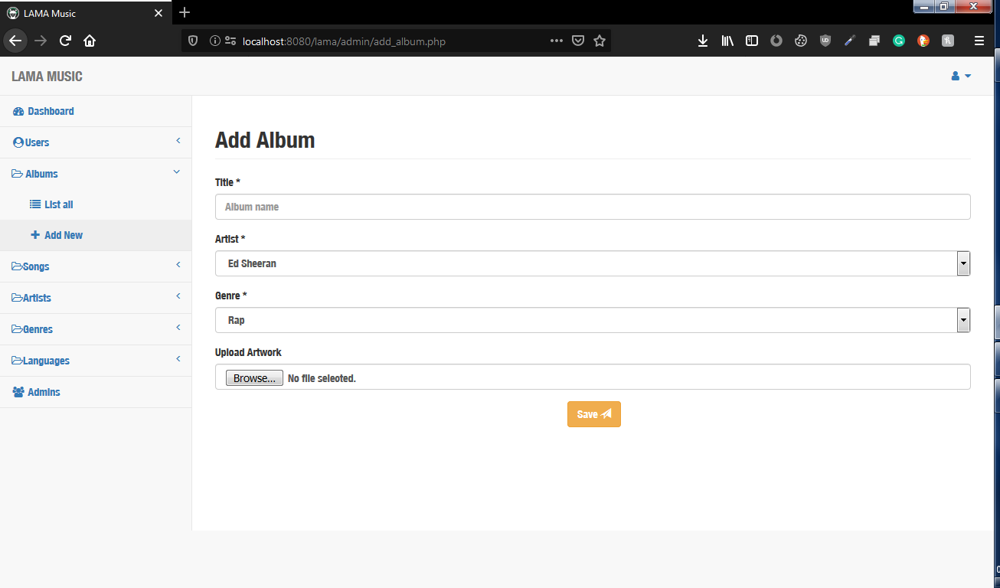 LAMA Music
localhost:8080/lama/admin/add_album.php
LAMA MUSIC
Dashboard
Users
Albums
List all
Add New
Songs
Artists
Genres
Languages
Admins
Add Album
Title *
Album name
Artist *
Ed Sheeran
Genre *
Rap
Upload Artwork
Browse... No file selected.
Save